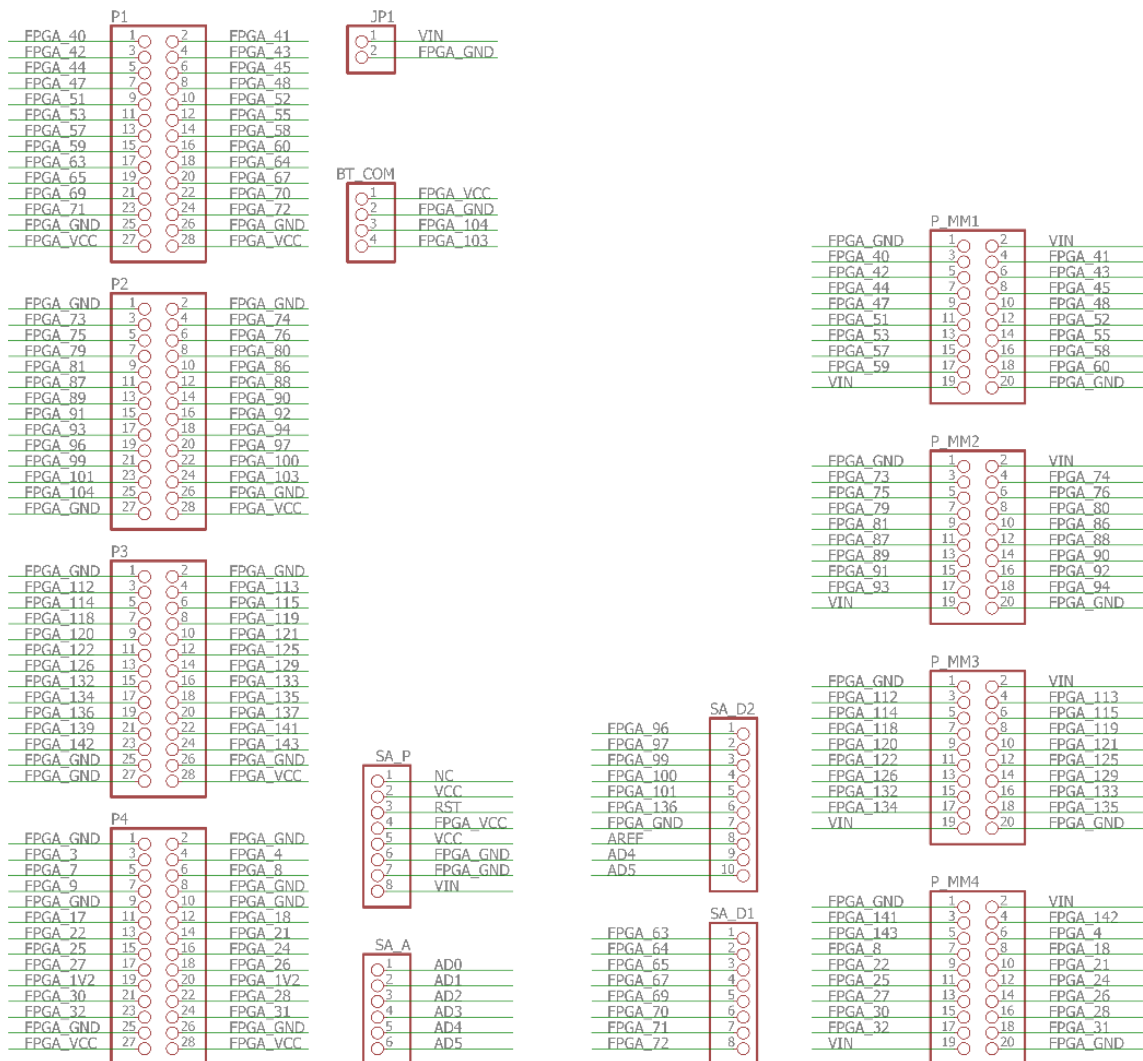 P1
FPGA_40 1 2 FPGA_41
FPGA_42 3 4 FPGA_43
FPGA_44 5 6 FPGA_45
FPGA_47 7 8 FPGA_48
FPGA_51 9 10 FPGA_52
FPGA_53 11 12 FPGA_55
FPGA_57 13 14 FPGA_58
FPGA_59 15 16 FPGA_60
FPGA_63 17 18 FPGA_64
FPGA_65 19 20 FPGA_67
FPGA_69 21 22 FPGA_70
FPGA_71 23 24 FPGA_72
FPGA_GND 25 26 FPGA_GND
FPGA_VCC 27 28 FPGA_VCC
JP1
1 VIN
2 FPGA_GND
BT_COM
1 FPGA_VCC
2 FPGA_GND
3 FPGA_104
4 FPGA_103
P2
FPGA_GND 1 2 FPGA_GND
FPGA_73 3 4 FPGA_74
FPGA_75 5 6 FPGA_76
FPGA_79 7 8 FPGA_80
FPGA_81 9 10 FPGA_86
FPGA_87 11 12 FPGA_88
FPGA_89 13 14 FPGA_90
FPGA_91 15 16 FPGA_92
FPGA_93 17 18 FPGA_94
FPGA_96 19 20 FPGA_97
FPGA_99 21 22 FPGA_100
FPGA_101 23 24 FPGA_103
FPGA_104 25 26 FPGA_GND
FPGA_GND 27 28 FPGA_VCC
P3
FPGA_GND 1 2 FPGA_GND
FPGA_112 3 4 FPGA_113
FPGA_114 5 6 FPGA_115
FPGA_118 7 8 FPGA_119
FPGA_120 9 10 FPGA_121
FPGA_122 11 12 FPGA_125
FPGA_126 13 14 FPGA_129
FPGA_132 15 16 FPGA_133
FPGA_134 17 18 FPGA_135
FPGA_136 19 20 FPGA_137
FPGA_139 21 22 FPGA_141
FPGA_142 23 24 FPGA_143
FPGA_GND 25 26 FPGA_GND
FPGA_GND 27 28 FPGA_VCC
P4
FPGA_GND 1 2 FPGA_GND
FPGA_3 3 4 FPGA_4
FPGA_7 5 6 FPGA_8
FPGA_9 7 8 FPGA_GND
FPGA_GND 9 10 FPGA_GND
FPGA_17 11 12 FPGA_18
FPGA_22 13 14 FPGA_21
FPGA_25 15 16 FPGA_24
FPGA_27 17 18 FPGA_26
FPGA_1V2 19 20 FPGA_1V2
FPGA_30 21 22 FPGA_28
FPGA_32 23 24 FPGA_31
FPGA_GND 25 26 FPGA_GND
FPGA_VCC 27 28 FPGA_VCC
SA_P
1 NC
2 VCC
3 RST
4 FPGA_VCC
5 VCC
6 FPGA_GND
7 FPGA_GND
8 VIN
SA_A
1 AD0
2 AD1
3 AD2
4 AD3
5 AD4
6 AD5
SA_D2
FPGA_96 1
FPGA_97 2
FPGA_99 3
FPGA_100 4
FPGA_101 5
FPGA_136 6
FPGA_GND 7
AREF 8
AD4 9
AD5 10
SA_D1
FPGA_63 1
FPGA_64 2
FPGA_65 3
FPGA_67 4
FPGA_69 5
FPGA_70 6
FPGA_71 7
FPGA_72 8
P_MM1
FPGA_GND 1 2 VIN
FPGA_40 3 4 FPGA_41
FPGA_42 5 6 FPGA_43
FPGA_44 7 8 FPGA_45
FPGA_47 9 10 FPGA_48
FPGA_51 11 12 FPGA_52
FPGA_53 13 14 FPGA_55
FPGA_57 15 16 FPGA_58
FPGA_59 17 18 FPGA_60
VIN 19 20 FPGA_GND
P_MM2
FPGA_GND 1 2 VIN
FPGA_73 3 4 FPGA_74
FPGA_75 5 6 FPGA_76
FPGA_79 7 8 FPGA_80
FPGA_81 9 10 FPGA_86
FPGA_87 11 12 FPGA_88
FPGA_89 13 14 FPGA_90
FPGA_91 15 16 FPGA_92
FPGA_93 17 18 FPGA_94
VIN 19 20 FPGA_GND
P_MM3
FPGA_GND 1 2 VIN
FPGA_112 3 4 FPGA_113
FPGA_114 5 6 FPGA_115
FPGA_118 7 8 FPGA_119
FPGA_120 9 10 FPGA_121
FPGA_122 11 12 FPGA_125
FPGA_126 13 14 FPGA_129
FPGA_132 15 16 FPGA_133
FPGA_134 17 18 FPGA_135
VIN 19 20 FPGA_GND
P_MM4
FPGA_GND 1 2 VIN
FPGA_141 3 4 FPGA_142
FPGA_143 5 6 FPGA_4
FPGA_8 7 8 FPGA_18
FPGA_22 9 10 FPGA_21
FPGA_25 11 12 FPGA_24
FPGA_27 13 14 FPGA_26
FPGA_30 15 16 FPGA_28
FPGA_32 17 18 FPGA_31
VIN 19 20 FPGA_GND